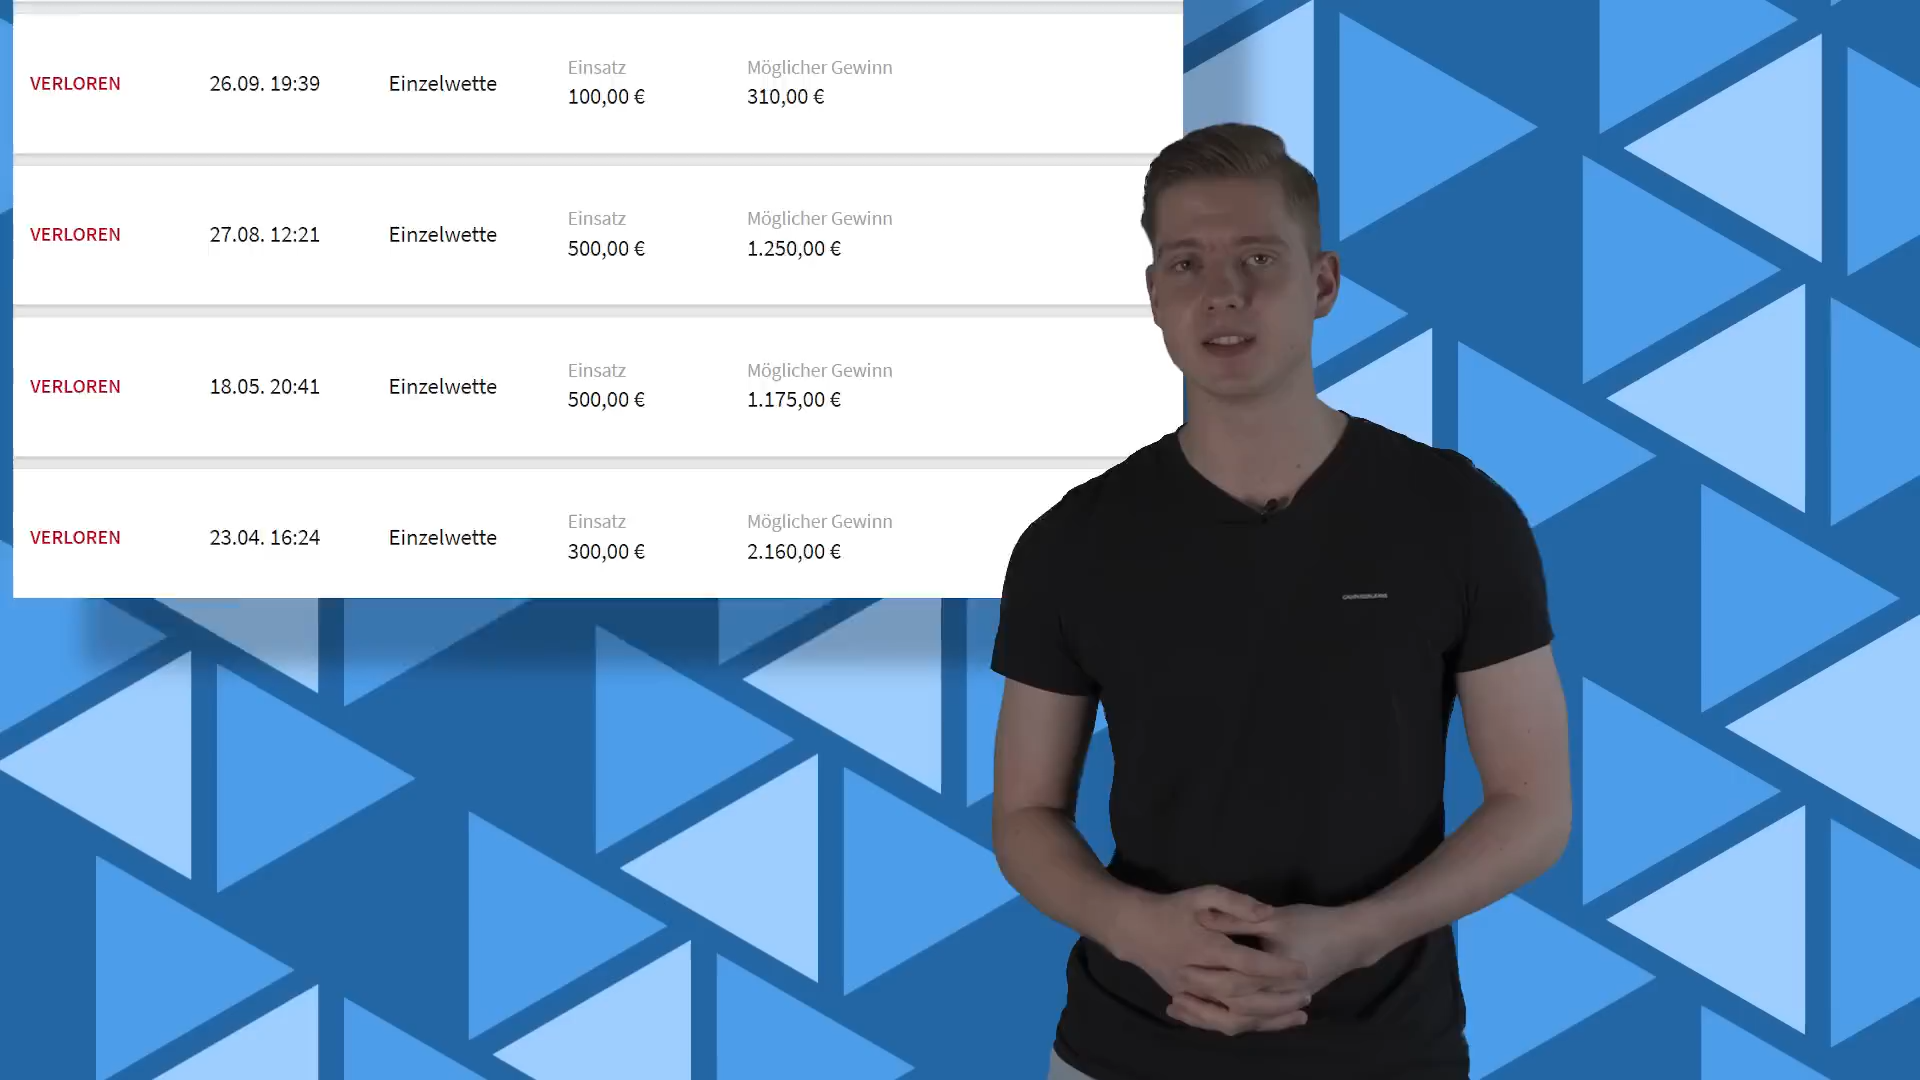 VERLOREN 26.09. 19:39 Einzelwette Einsatz 100,00 € Möglicher Gewinn 310,00 €
VERLOREN 27.08. 12:21 Einzelwette Einsatz 500,00 € Möglicher Gewinn 1.250,00 €
VERLOREN 18.05. 20:41 Einzelwette Einsatz 500,00 € Möglicher Gewinn 1.175,00 €
VERLOREN 23.04. 16:24 Einzelwette Einsatz 300,00 € Möglicher Gewinn 2.160,00 €